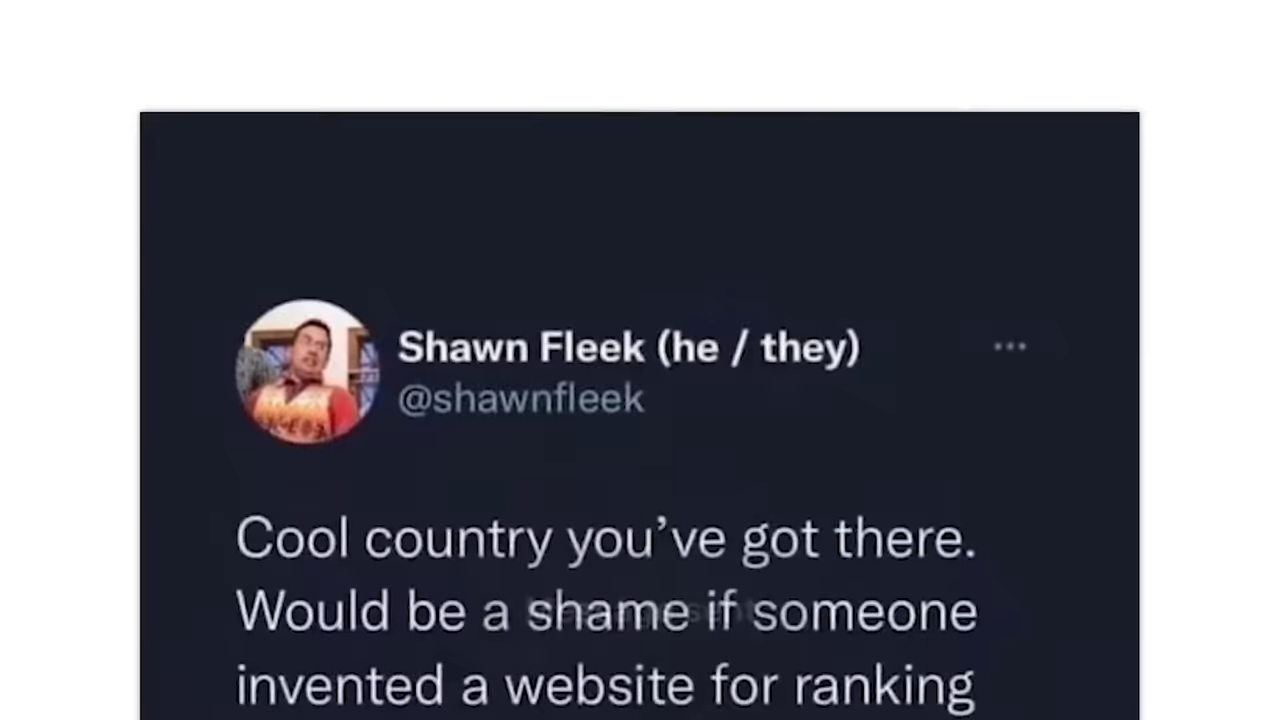 Shawn Fleek (he / they)
@shawnfleek
Cool country you’ve got there.
Would be a shame if someone
invented a website for ranking